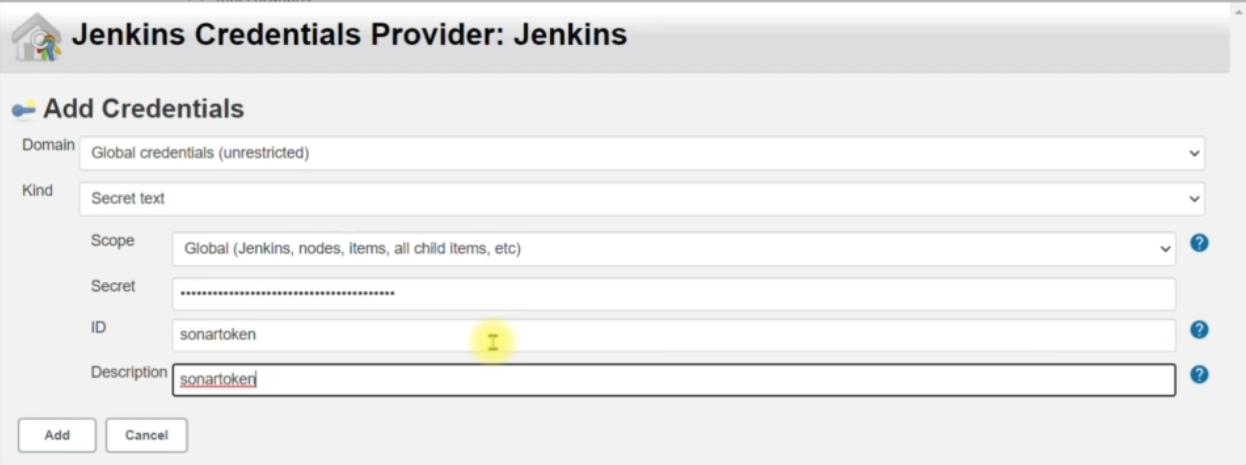 Jenkins Credentials Provider: Jenkins
Add Credentials
Domain
Global credentials (unrestricted)
Kind
Secret text
Scope
Global (Jenkins, nodes, items, all child items, etc)
Secret
••••••••••••••••••••••••••••••••••••••••
ID
sonartoken
Description
sonartoken
Add
Cancel